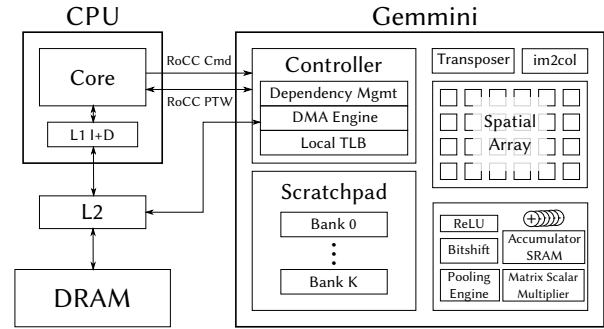 CPU
Core
L1 I+D
L2
DRAM
RoCC Cmd
RoCC PTW
Gemmini
Controller
Dependency Mgmt
DMA Engine
Local TLB
Scratchpad
Bank 0
Bank K
Transposer
im2col
Spatial
Array
ReLU
Bitshift
Accumulator
SRAM
Pooling
Engine
Matrix Scalar
Multiplier